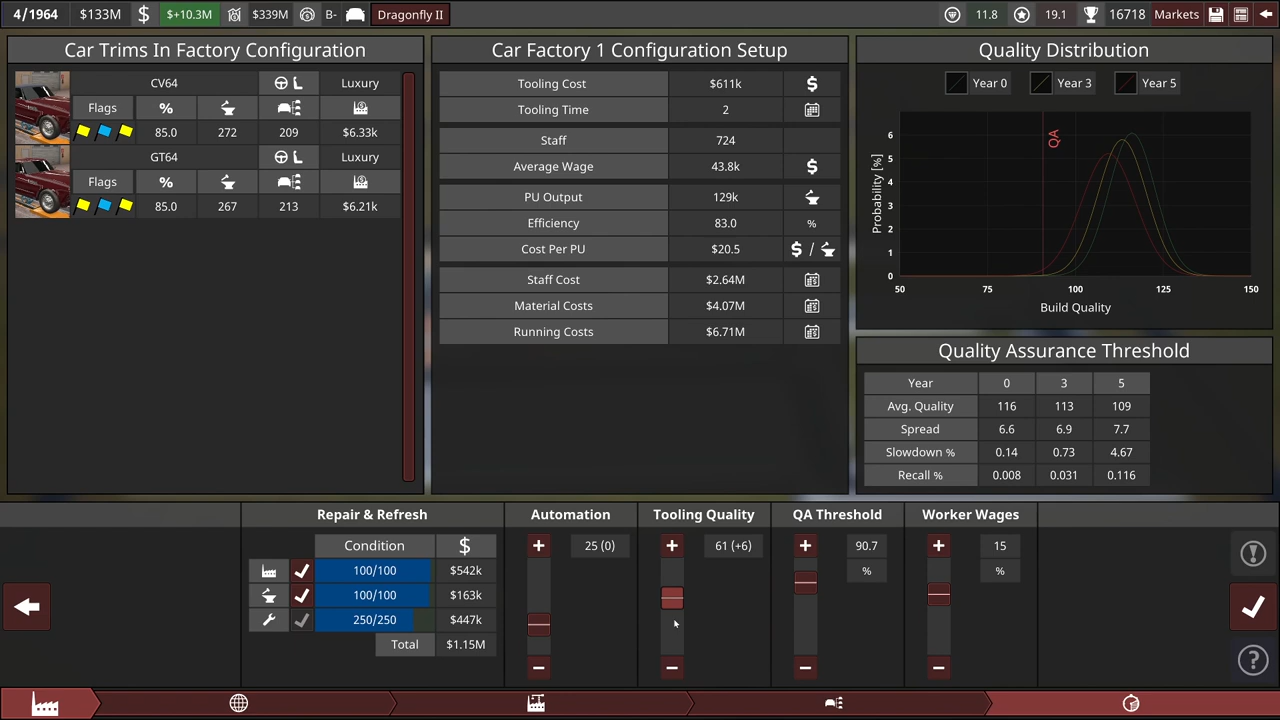 4/1964 $133M $+10.3M $339M B- Dragonfly II 11.8 19.1 16718 Markets
Car Trims In Factory Configuration
CV64 Luxury
Flags %
85.0 272 209 $6.33k
GT64 Luxury
Flags %
85.0 267 213 $6.21k
Car Factory 1 Configuration Setup
Tooling Cost $611k $
Tooling Time 2
Staff 724
Average Wage 43.8k $
PU Output 129k
Efficiency 83.0 %
Cost Per PU $20.5 $ /
Staff Cost $2.64M
Material Costs $4.07M
Running Costs $6.71M
Quality Distribution
Year 0 Year 3 Year 5
QA
Probability [%]
6
5
4
3
2
1
0
50 75 100 125 150
Build Quality
Quality Assurance Threshold
Year 0 3 5
Avg. Quality 116 113 109
Spread 6.6 6.9 7.7
Slowdown % 0.14 0.73 4.67
Recall % 0.008 0.031 0.116
Repair & Refresh
Condition $
100/100 $542k
100/100 $163k
250/250 $447k
Total $1.15M
Automation
+ 25 (0)
−
Tooling Quality
+ 61 (+6)
−
QA Threshold
+ 90.7
%
−
Worker Wages
+ 15
%
−
!
?